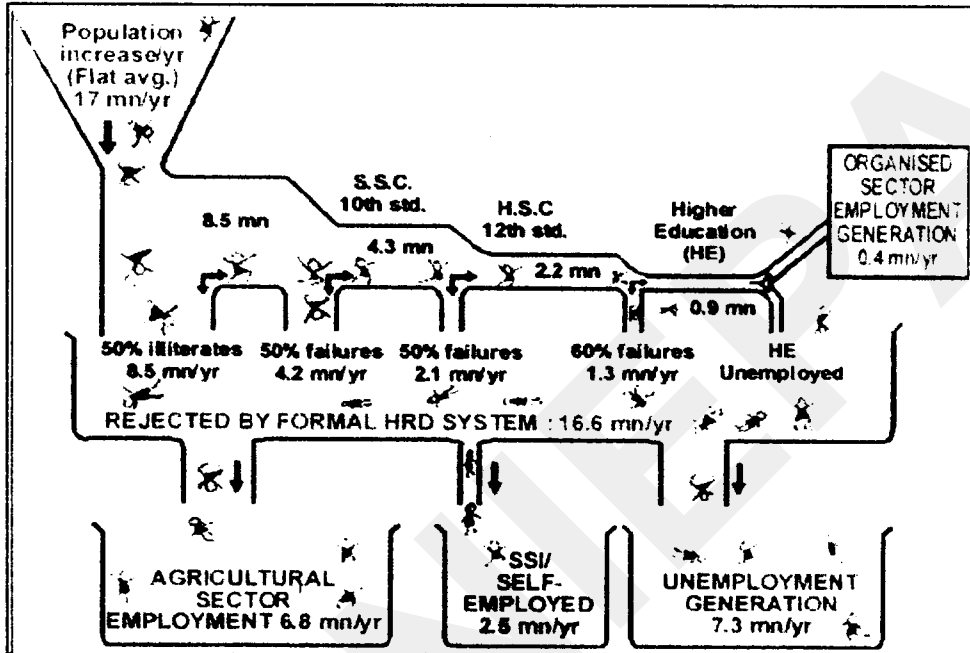 Population
increase/yr
(Flat avg.)
17 mn/yr
S.S.C.
10th std.
H.S.C
12th std.
Higher
Education
(HE)
ORGANISED
SECTOR
EMPLOYMENT
GENERATION
0.4 mn/yr
8.5 mn
4.3 mn
2.2 mn
0.9 mn
50% illiterates
8.5 mn/yr
50% failures
4.2 mn/yr
50% failures
2.1 mn/yr
60% failures
1.3 mn/yr
HE
Unemployed
REJECTED BY FORMAL HRD SYSTEM : 16.6 mn/yr
AGRICULTURAL
SECTOR
EMPLOYMENT 6.8 mn/yr
SSI/
SELF-
EMPLOYED
2.5 mn/yr
UNEMPLOYMENT
GENERATION
7.3 mn/yr